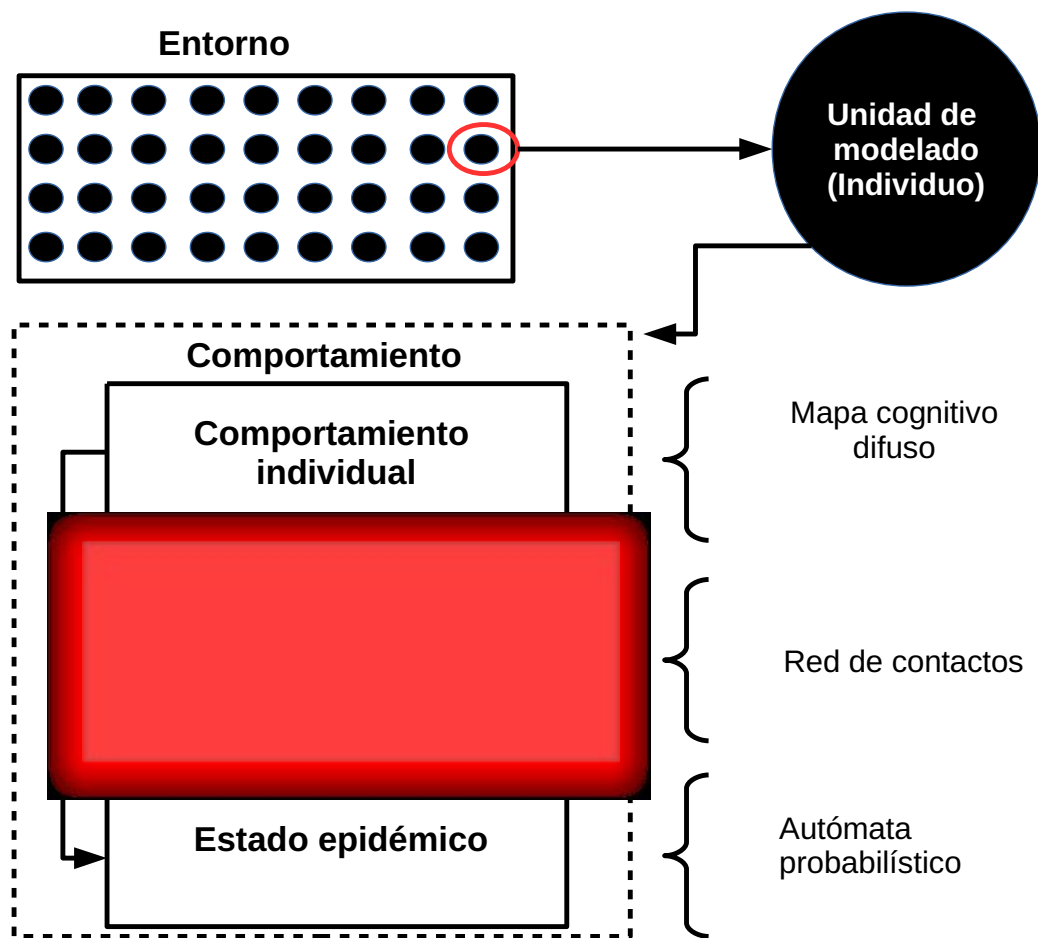 Entorno
Unidad de
modelado
(Individuo)
Comportamiento
Comportamiento
individual
Mapa cognitivo
difuso
Red de contactos
Estado epidémico
Autómata
probabilístico